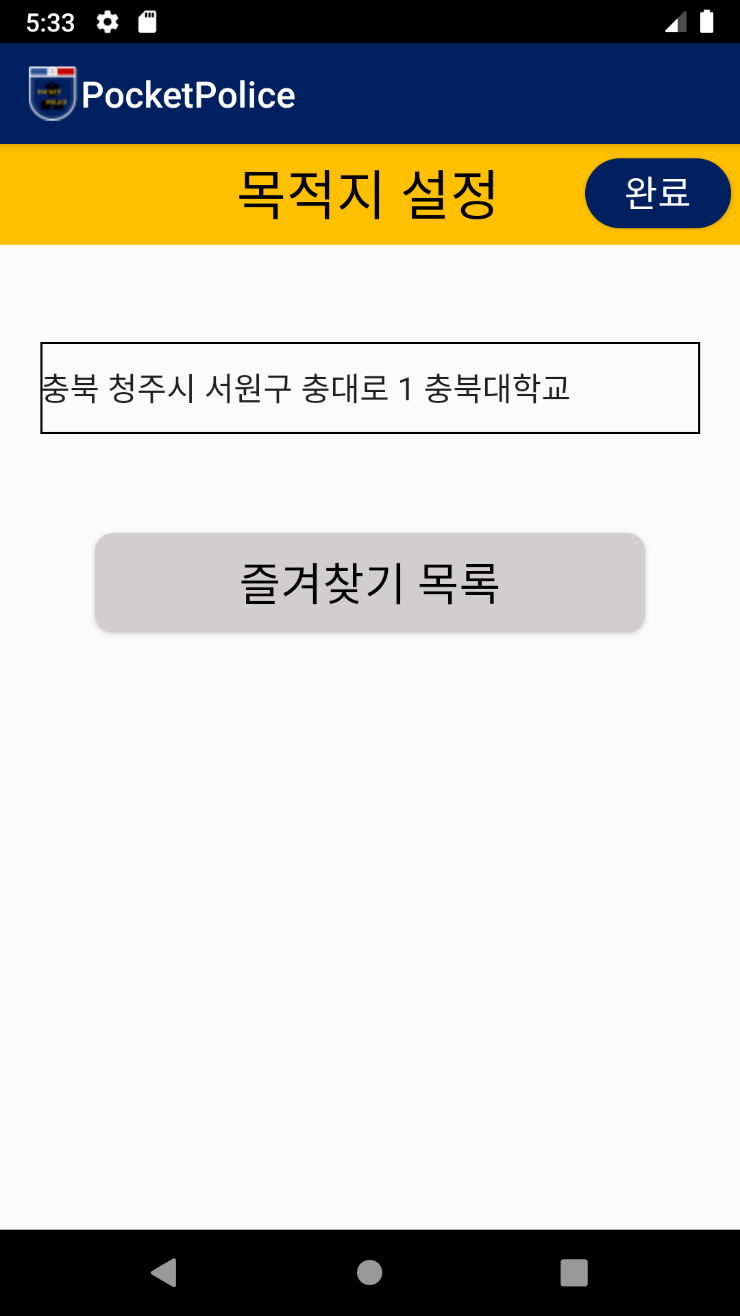 5:33
PocketPolice
목적지 설정
완료
충북 청주시 서원구 충대로 1 충북대학교
즐겨찾기 목록